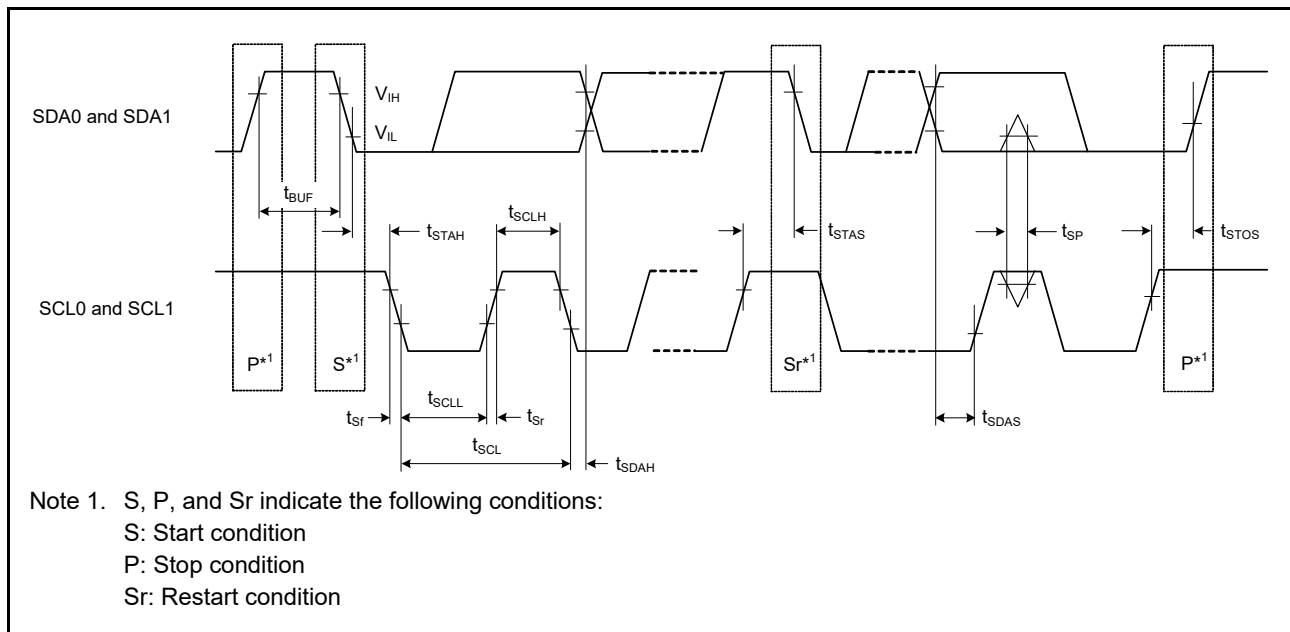 SDA0 and SDA1
VIH
VIL
tBUF
tSTAH
tSCLH
tSTAS
tSP
tSTOS
SCL0 and SCL1
P*1
S*1
Sr*1
P*1
tSf
tSCLL
tSr
tSCL
tSDAH
tSDAS
Note 1. S, P, and Sr indicate the following conditions:
S: Start condition
P: Stop condition
Sr: Restart condition